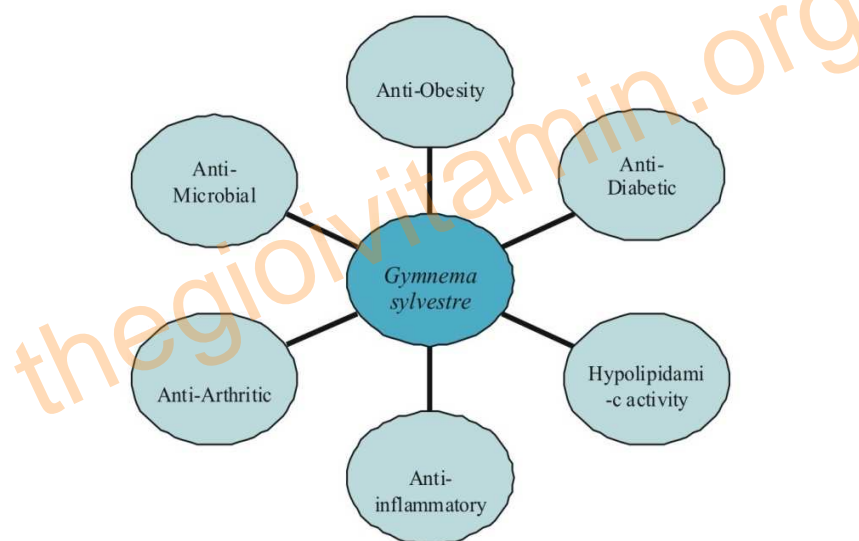 Anti-Obesity
Anti-
Diabetic
Hypolipidami
-c activity
Anti-
inflammatory
Anti-Arthritic
Anti-
Microbial
Gymnema
sylvestre
thegioivitamin.org